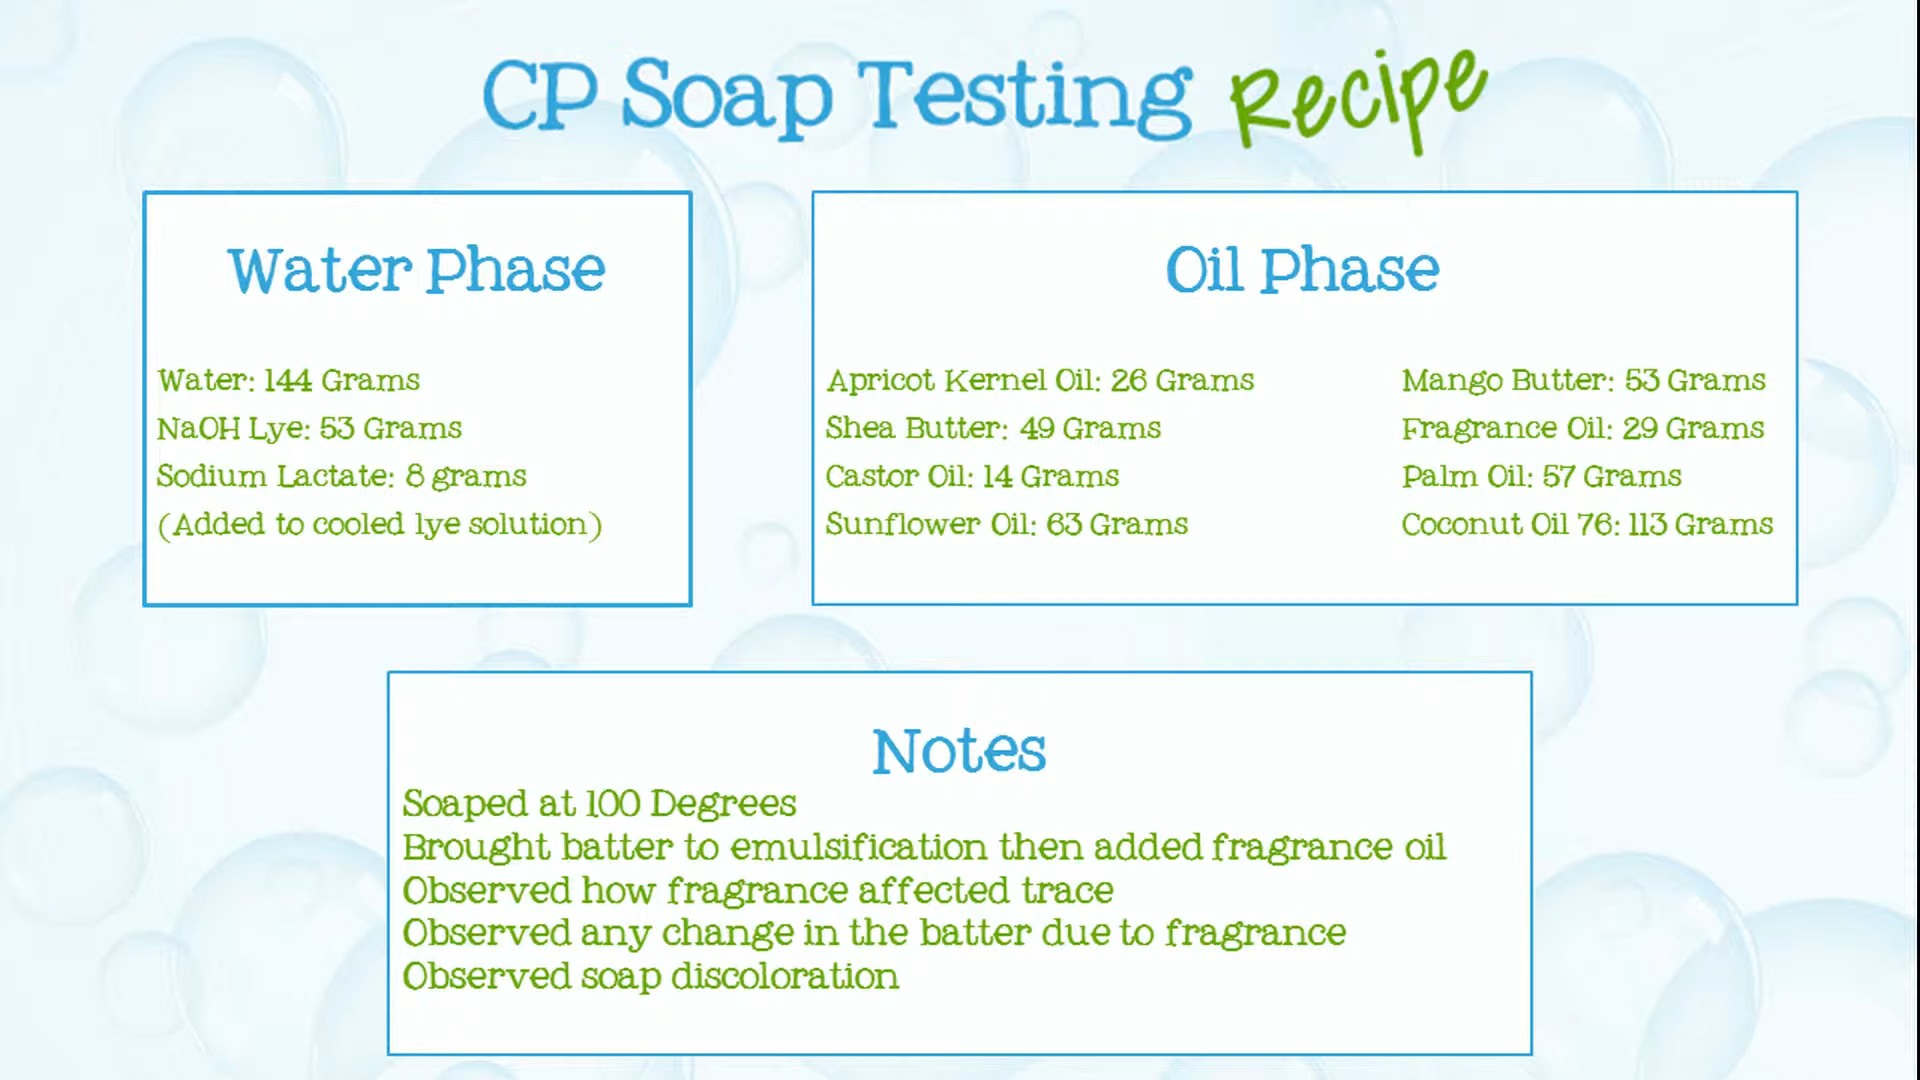 CP Soap Testing Recipe
Water Phase
Water: 144 Grams
NaOH Lye: 53 Grams
Sodium Lactate: 8 grams
(Added to cooled lye solution)
Oil Phase
Apricot Kernel Oil: 26 Grams
Shea Butter: 49 Grams
Castor Oil: 14 Grams
Sunflower Oil: 63 Grams
Mango Butter: 53 Grams
Fragrance Oil: 29 Grams
Palm Oil: 57 Grams
Coconut Oil 76: 113 Grams
Notes
Soaped at 100 Degrees
Brought batter to emulsification then added fragrance oil
Observed how fragrance affected trace
Observed any change in the batter due to fragrance
Observed soap discoloration